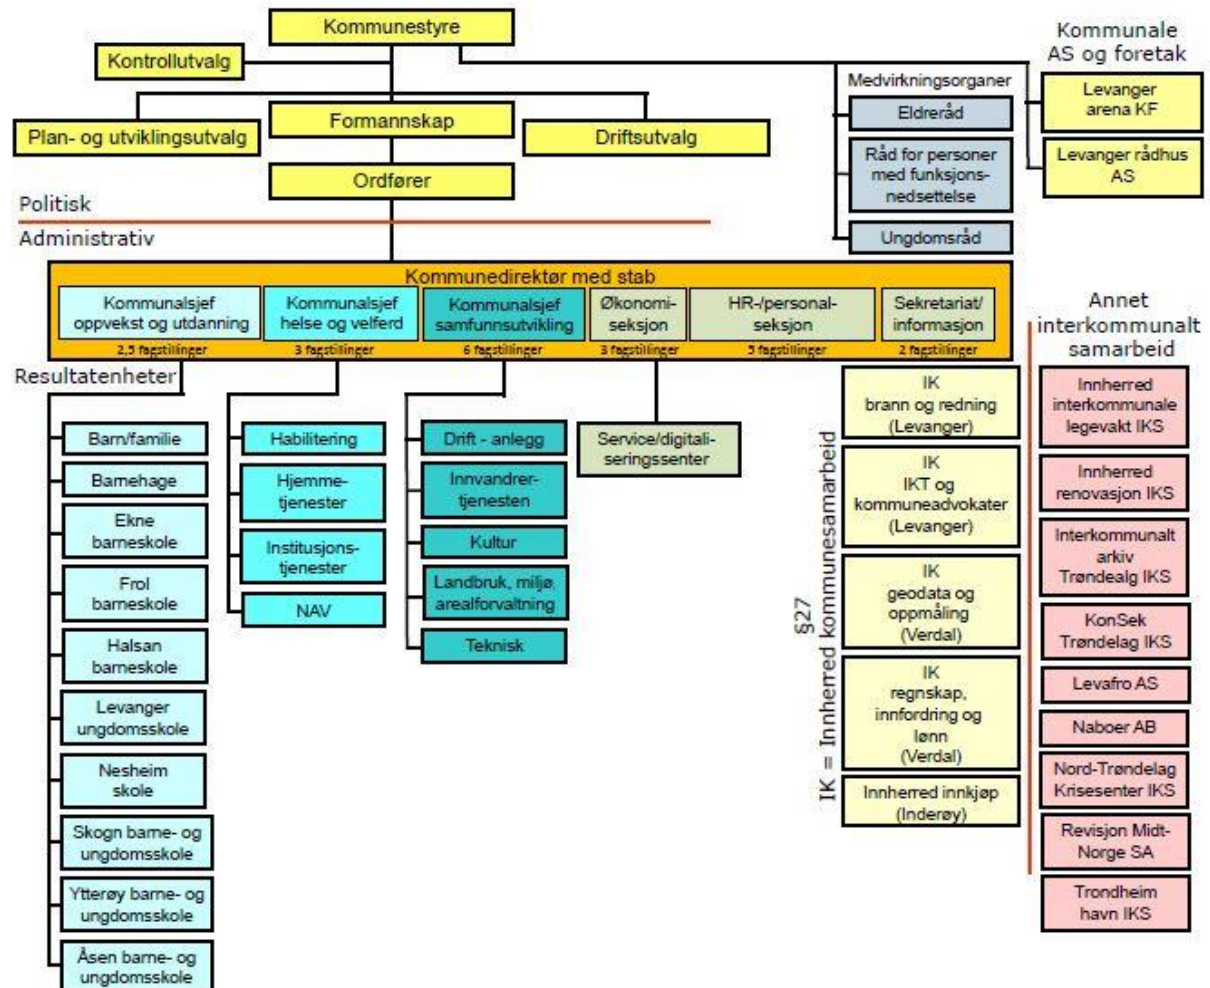 Kommunestyre
Kontrollutvalg
Plan- og utviklingsutvalg
Formannskap
Driftsutvalg
Ordfører
Medvirkningsorganer
Eldreråd
Råd for personer
med funksjons-
nedsettelse
Ungdomsråd
Kommunale
AS og foretak
Levanger
arena KF
Levanger rådhus
AS
Politisk
Administrativ
Kommunedirektør med stab
Kommunalsjef
oppvekst og utdanning
2,5 fagstillinger
Kommunalsjef
helse og velferd
3 fagstillinger
Kommunalsjef
samfunnsutvikling
6 fagstillinger
Økonomi-
seksjon
3 fagstillinger
HR-/personal-
seksjon
5 fagstillinger
Sekretariat/
informasjon
2 fagstillinger
Resultatenheter
Barn/familie
Barnehage
Ekne
barneskole
Frol
barneskole
Halsan
barneskole
Levanger
ungdomsskole
Nesheim
skole
Skogn barne- og
ungdomsskole
Ytterøy barne- og
ungdomsskole
Åsen barne- og
ungdomsskole
Habilitering
Hjemme-
tjenester
Institusjons-
tjenester
NAV
Drift - anlegg
Innvandrer-
tjenesten
Kultur
Landbruk, miljø,
arealforvaltning
Teknisk
Service/digitali-
seringssenter
§27
IK = Innherred kommunesamarbeid
IK
brann og redning
(Levanger)
IK
IKT og
kommuneadvokater
(Levanger)
IK
geodata og
oppmåling
(Verdal)
IK
regnskap,
innfordring og
lønn
(Verdal)
Innherred innkjøp
(Inderøy)
Annet
interkommunalt
samarbeid
Innherred
interkommunale
legevakt IKS
Innherred
renovasjon IKS
Interkommunalt
arkiv
Trøndealg IKS
KonSek
Trøndelag IKS
Levafro AS
Naboer AB
Nord-Trøndelag
Krisesenter IKS
Revisjon Midt-
Norge SA
Trondheim
havn IKS